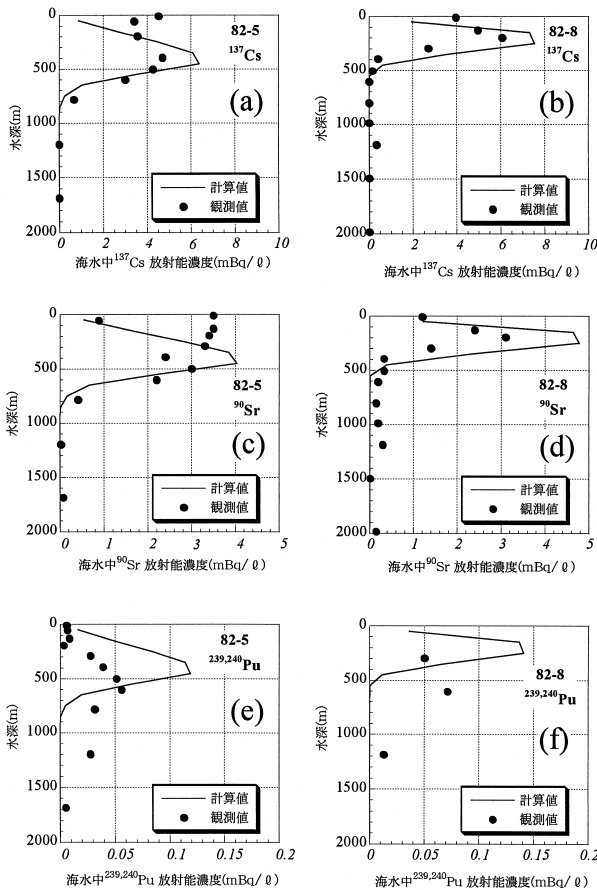 0
500
1000
1500
2000
水深(m)
82-5
¹³⁷Cs
(a)
計算値
観測値
0 2 4 6 8 10
海水中¹³⁷Cs 放射能濃度(mBq/ℓ)
0
500
1000
1500
2000
水深(m)
82-8
¹³⁷Cs
(b)
計算値
観測値
0 2 4 6 8 10
海水中¹³⁷Cs 放射能濃度(mBq/ℓ)
0
500
1000
1500
2000
水深(m)
82-5
⁹⁰Sr
(c)
計算値
観測値
0 1 2 3 4 5
海水中⁹⁰Sr 放射能濃度(mBq/ℓ)
0
500
1000
1500
2000
水深(m)
82-8
⁹⁰Sr
(d)
計算値
観測値
0 1 2 3 4 5
海水中⁹⁰Sr 放射能濃度(mBq/ℓ)
0
500
1000
1500
2000
水深(m)
82-5
²³⁹,²⁴⁰Pu
(e)
計算値
観測値
0 0.05 0.1 0.15 0.2
海水中²³⁹,²⁴⁰Pu 放射能濃度(mBq/ℓ)
0
500
1000
1500
2000
水深(m)
82-8
²³⁹,²⁴⁰Pu
(f)
計算値
観測値
0 0.05 0.1 0.15 0.2
海水中²³⁹,²⁴⁰Pu 放射能濃度(mBq/ℓ)